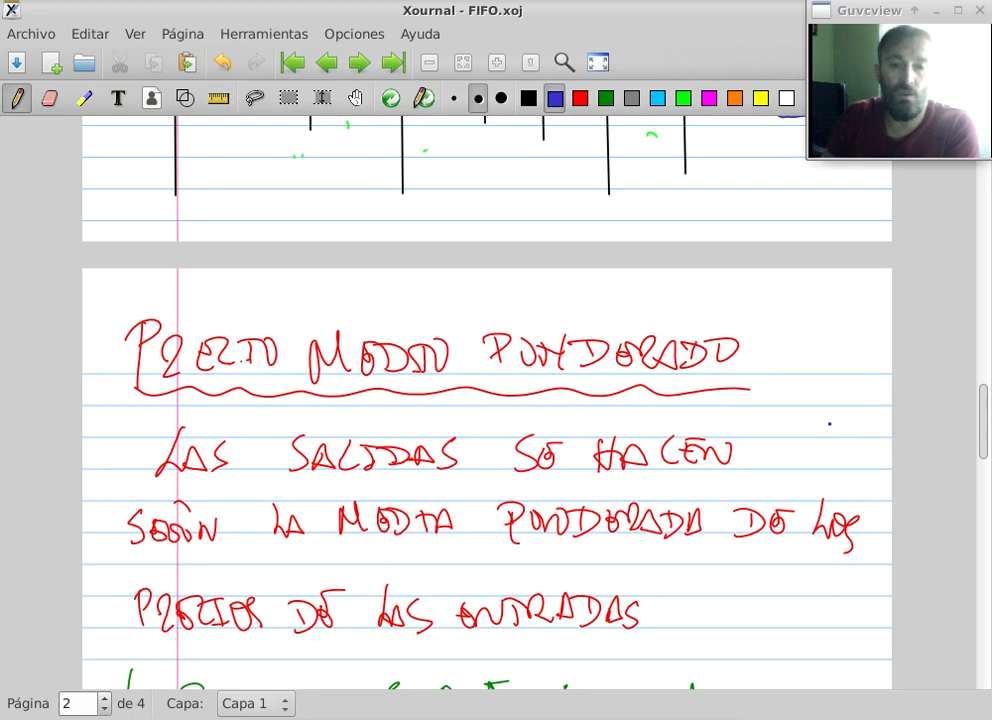 Xournal - FIFO.xoj
Guvcview
Archivo Editar Ver Página Herramientas Opciones Ayuda
PRECIO MEDIO PONDERADO
LAS SALIDAS SE HACEN
SEGÚN LA MEDIA PONDERADA DE LOS
PRECIOS DE LAS ENTRADAS
Página 2 de 4 Capa: Capa 1